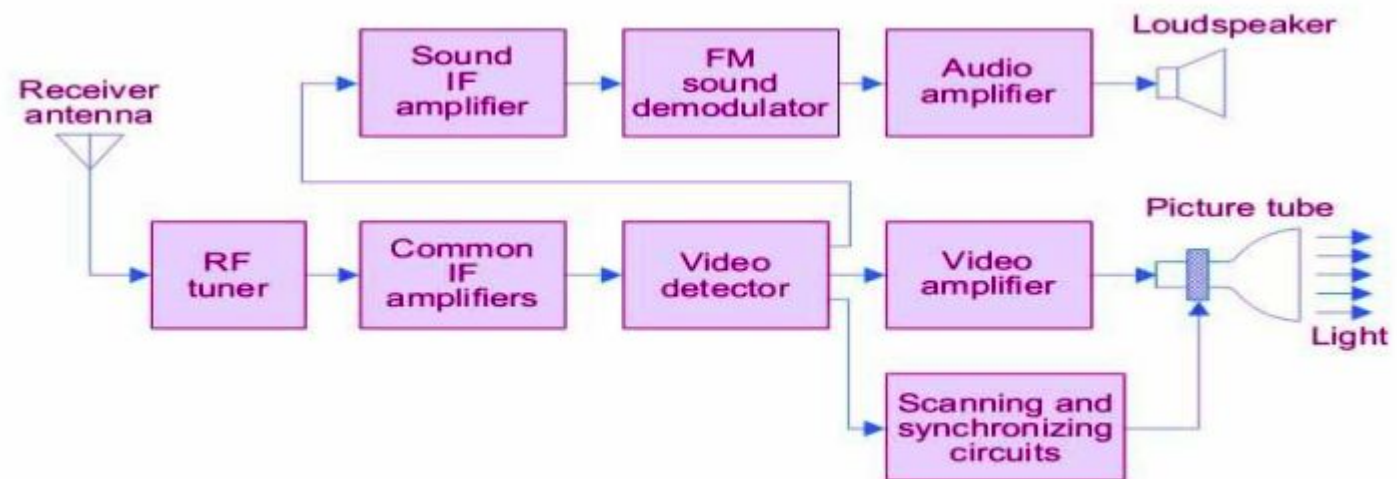 Loudspeaker
Sound
IF
amplifier
FM
sound
demodulator
Audio
amplifier
Receiver
antenna
Picture tube
RF
tuner
Common
IF
amplifiers
Video
detector
Video
amplifier
Light
Scanning and
synchronizing
circuits